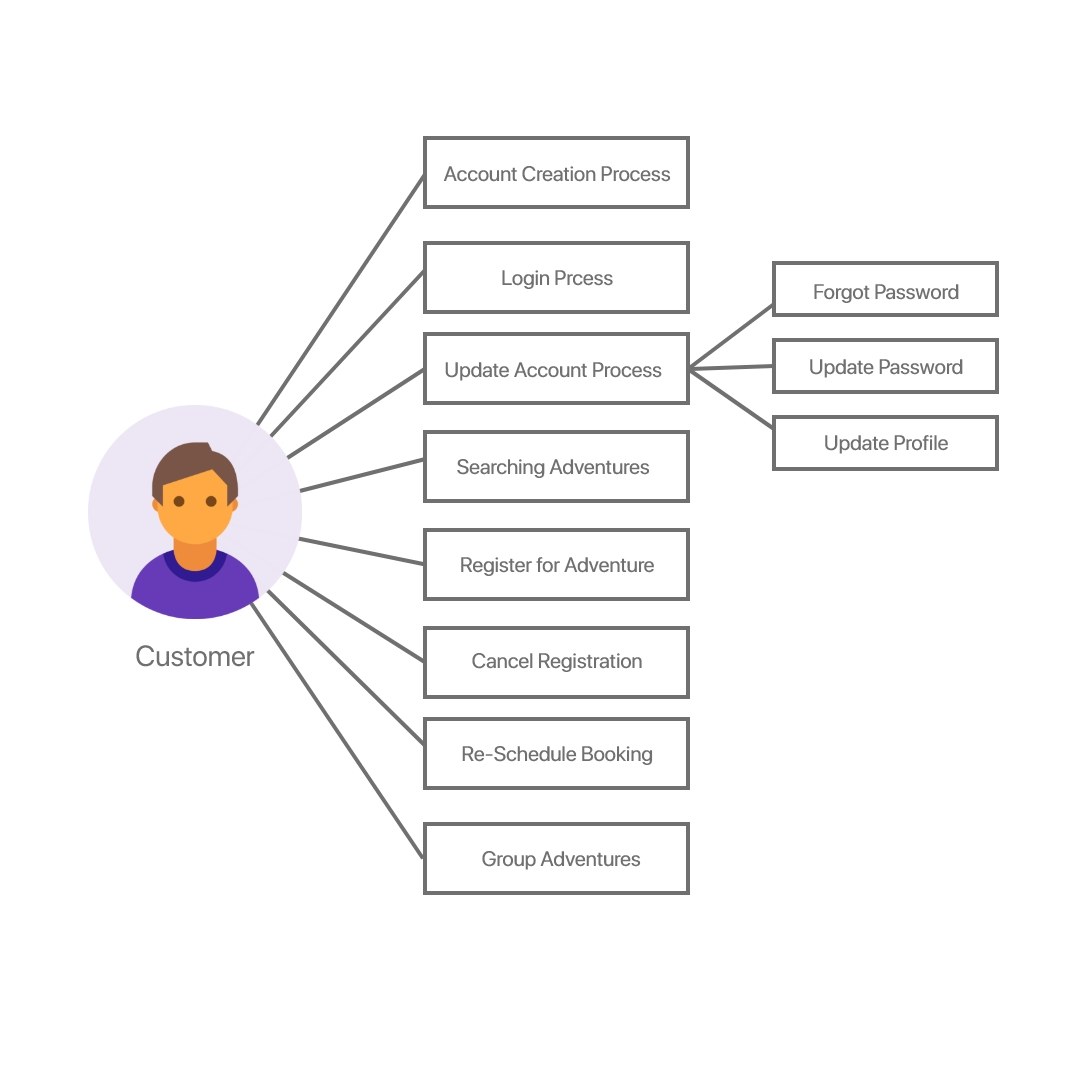 Account Creation Process
Login Prcess
Update Account Process
Forgot Password
Update Password
Update Profile
Searching Adventures
Register for Adventure
Cancel Registration
Re-Schedule Booking
Group Adventures
Customer